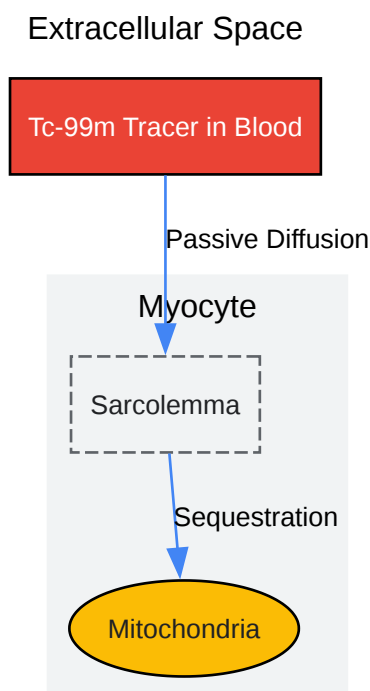 Extracellular Space
Tc-99m Tracer in Blood
Passive Diffusion
Myocyte
Sarcolemma
Sequestration
Mitochondria